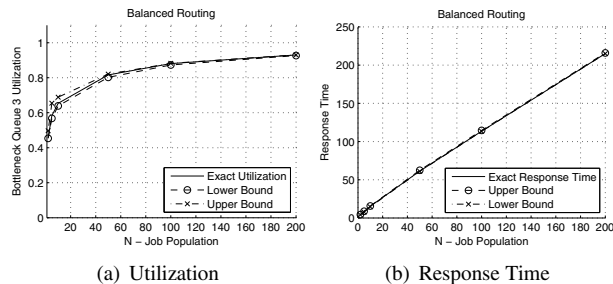 Balanced Routing
Bottleneck Queue 3 Utilization
1
0.8
0.6
0.4
0.2
0
Exact Utilization
Lower Bound
Upper Bound
20 40 60 80 100 120 140 160 180 200
N − Job Population
(a) Utilization
Balanced Routing
Response Time
250
200
150
100
50
0
Exact Response Time
Upper Bound
Lower Bound
0 20 40 60 80 100 120 140 160 180 200
N − Job Population
(b) Response Time